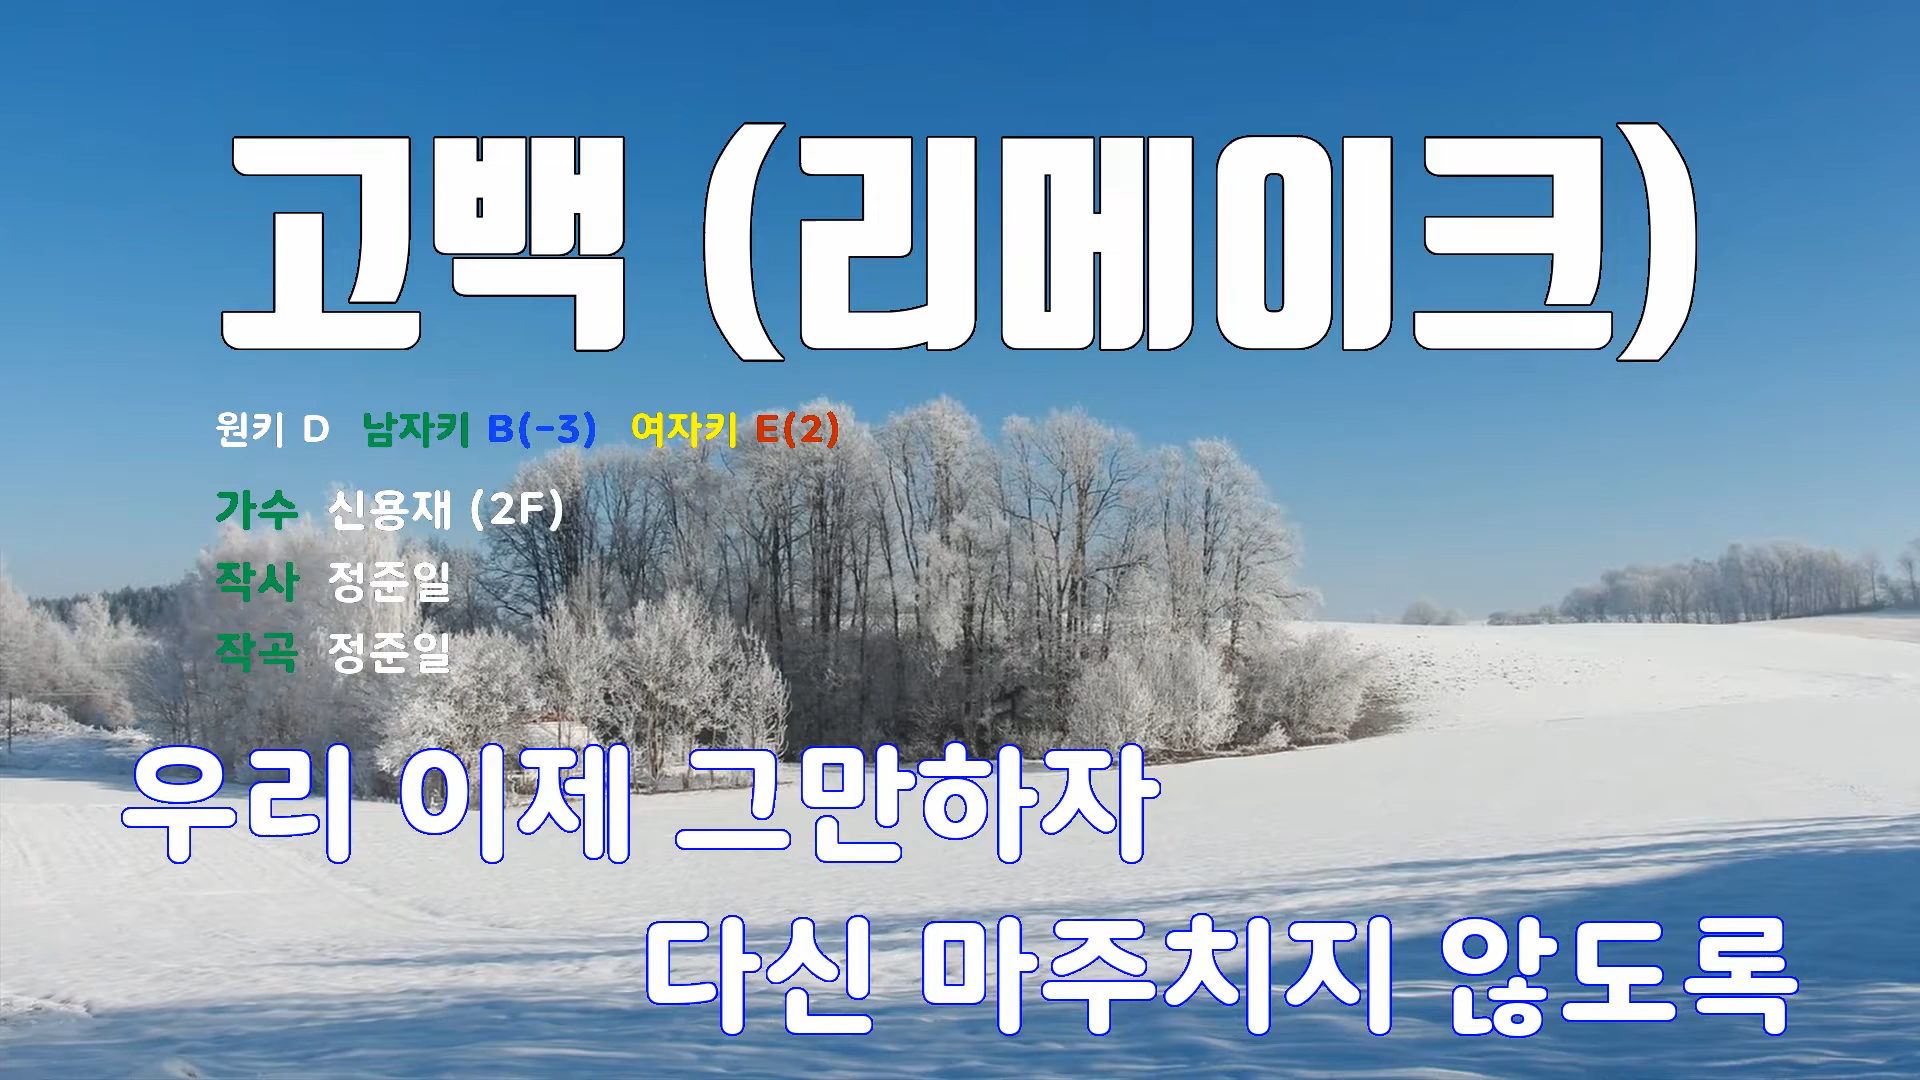 고백 (리메이크)
원키 D 남자키 B(-3) 여자키 E(2)
가수 신용재 (2F)
작사 정준일
작곡 정준일
우리 이제 그만하자
다신 마주치지 않도록